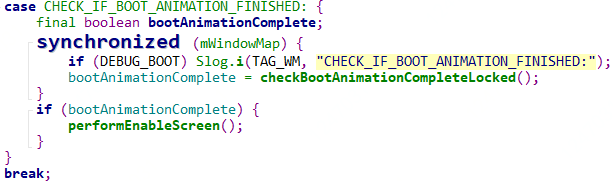 case CHECK_IF_BOOT_ANIMATION_FINISHED: {
    final boolean bootAnimationComplete;
    synchronized (mWindowMap) {
        if (DEBUG_BOOT) Slog.i(TAG_WM, "CHECK_IF_BOOT_ANIMATION_FINISHED:");
        bootAnimationComplete = checkBootAnimationCompleteLocked();
    }
    if (bootAnimationComplete) {
        performEnableScreen();
    }
}
break;